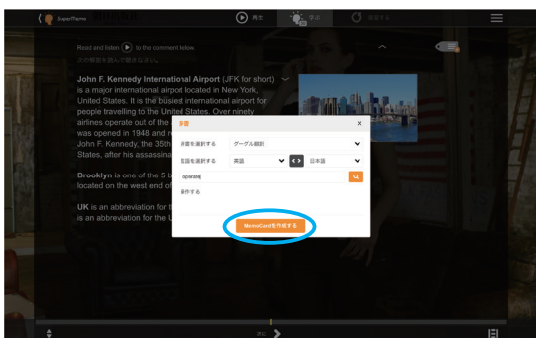 SuperMemo
再生
学ぶ
Read and listen to the comment below.
次の解説を読んで聴きなさい。
John F. Kennedy International Airport (JFK for short)
is a major international airport located in New York,
United States. It is the busiest international airport for
people travelling to the United States. Over ninety
airlines operate out of the
was opened in 1948 and r
John F. Kennedy, the 35th
States, after his assassina
Brooklyn is one of the 5 b
located on the west end of
UK is an abbreviation for t
is an abbreviation for the U
辞書
x
辞書を選択する
グーグル翻訳
言語を選択する
英語
< >
日本語
operate
操作する
MemoCardを作成する
次に